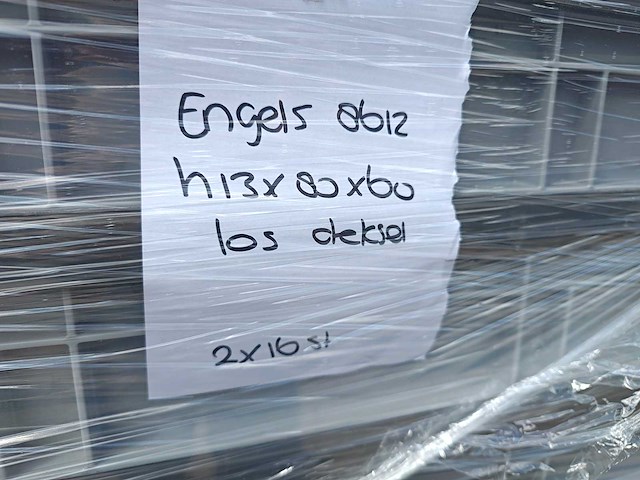 Engels 8612
h13x80x60
los deksel
2x16 st